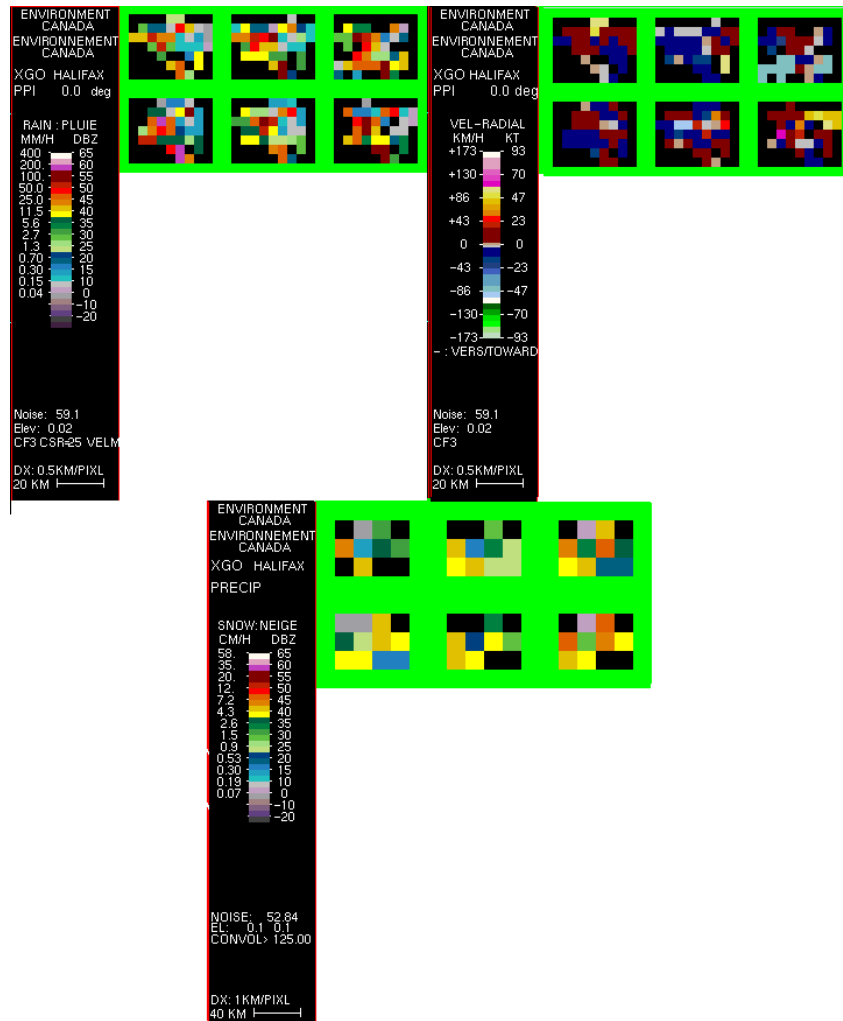 ENVIRONMENT
CANADA
ENVIRONNEMENT
CANADA
XGO HALIFAX
PPI 0.0 deg
RAIN : PLUIE
MM/H DBZ
400 65
200. 60
100. 55
50.0 50
25.0 45
11.5 40
5.6 35
2.7 30
1.3 25
0.70 20
0.30 15
0.15 10
0.04 0
-10
-20
Noise: 59.1
Elev: 0.02
CF3 CSR=25 VELM
DX: 0.5KM/PIXL
20 KM
ENVIRONMENT
CANADA
ENVIRONNEMENT
CANADA
XGO HALIFAX
PPI 0.0 deg
VEL-RADIAL
KM/H KT
+173 93
+130 70
+86 47
+43 23
0 0
-43 -23
-86 -47
-130 -70
-173 -93
- : VERS/TOWARD
Noise: 59.1
Elev: 0.02
CF3
DX: 0.5KM/PIXL
20 KM
ENVIRONMENT
CANADA
ENVIRONNEMENT
CANADA
XGO HALIFAX
PRECIP
SNOW:NEIGE
CM/H DBZ
58. 65
35. 60
20. 55
12. 50
7.2 45
4.3 40
2.6 35
1.5 30
0.9 25
0.53 20
0.30 15
0.19 10
0.07 0
-10
-20
NOISE: 52.84
EL: 0.1 0.1
CONVOL> 125.00
DX: 1KM/PIXL
40 KM